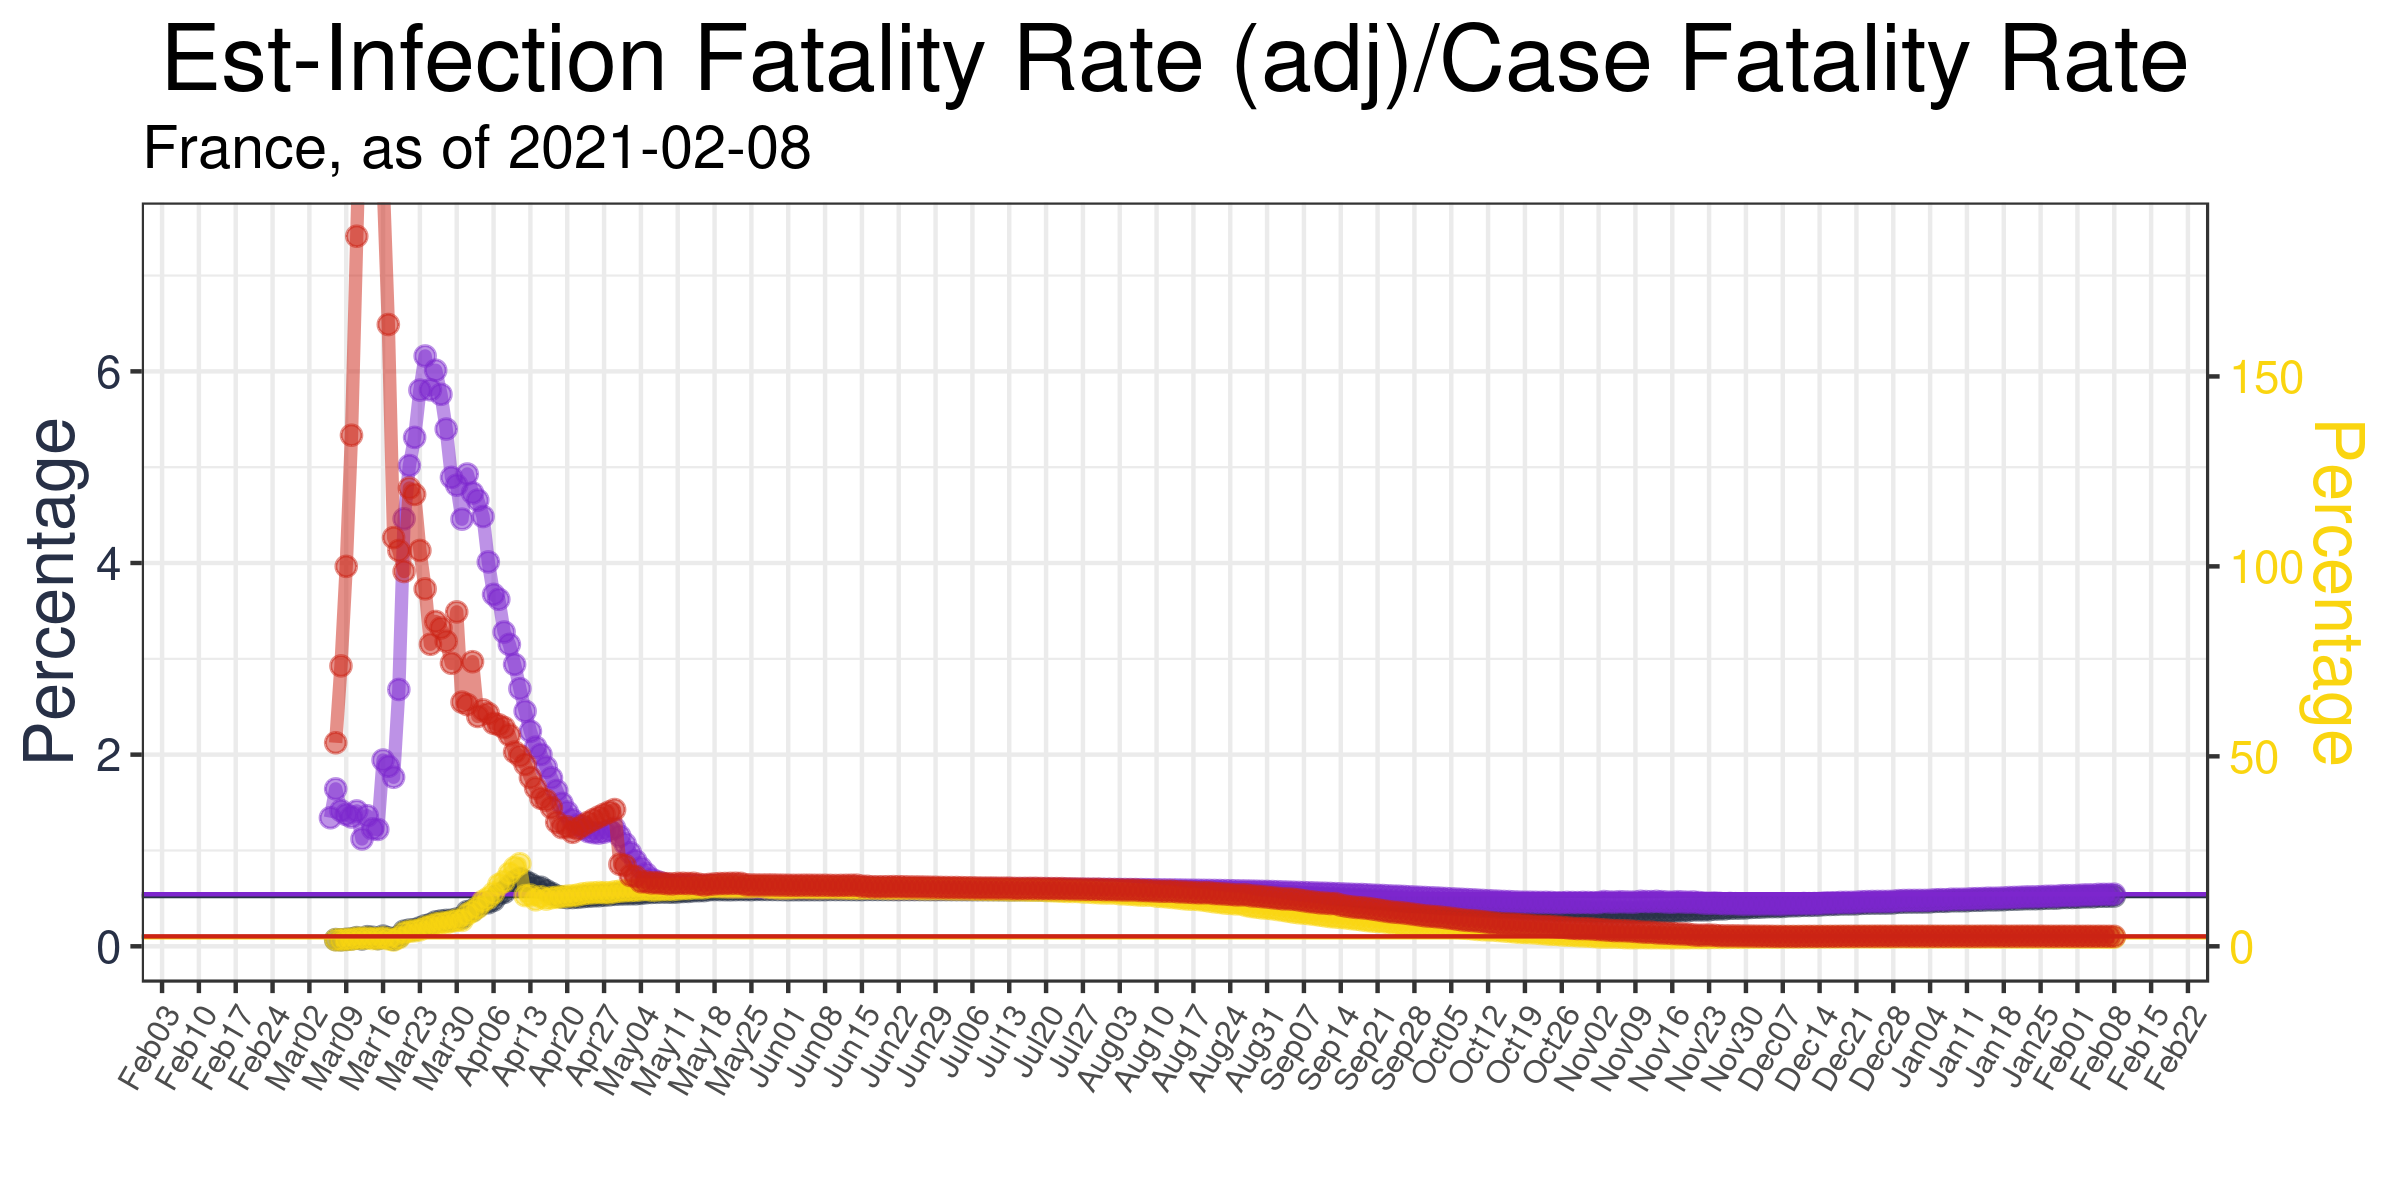 Est-Infection Fatality Rate (adj)/Case Fatality Rate
France, as of 2021-02-08
Percentage
6
4
2
0
150
100
50
0
Percentage
Feb03 Feb10 Feb17 Feb24 Mar02 Mar09 Mar16 Mar23 Mar30 Apr06 Apr13 Apr20 Apr27 May04 May11 May18 May25 Jun01 Jun08 Jun15 Jun22 Jun29 Jul06 Jul13 Jul20 Jul27 Aug03 Aug10 Aug17 Aug24 Aug31 Sep07 Sep14 Sep21 Sep28 Oct05 Oct12 Oct19 Oct26 Nov02 Nov09 Nov16 Nov23 Nov30 Dec07 Dec14 Dec21 Dec28 Jan04 Jan11 Jan18 Jan25 Feb01 Feb08 Feb15 Feb22